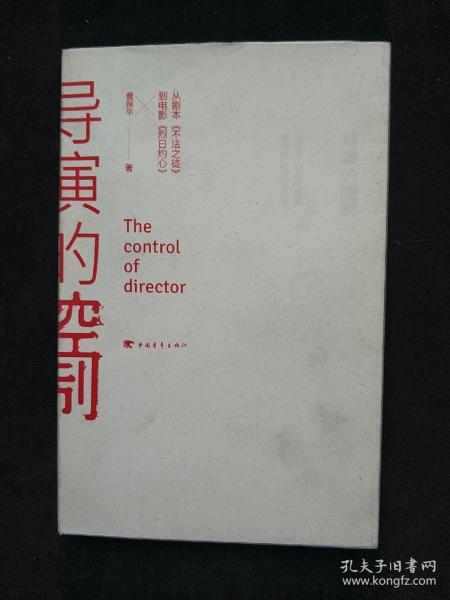 从剧本《不法之徒》
到电影《烈日灼心》
曹保平 著
导演的控制
The
control
of
director
中国青年出版社
孔夫子旧书网
www.kongfz.com